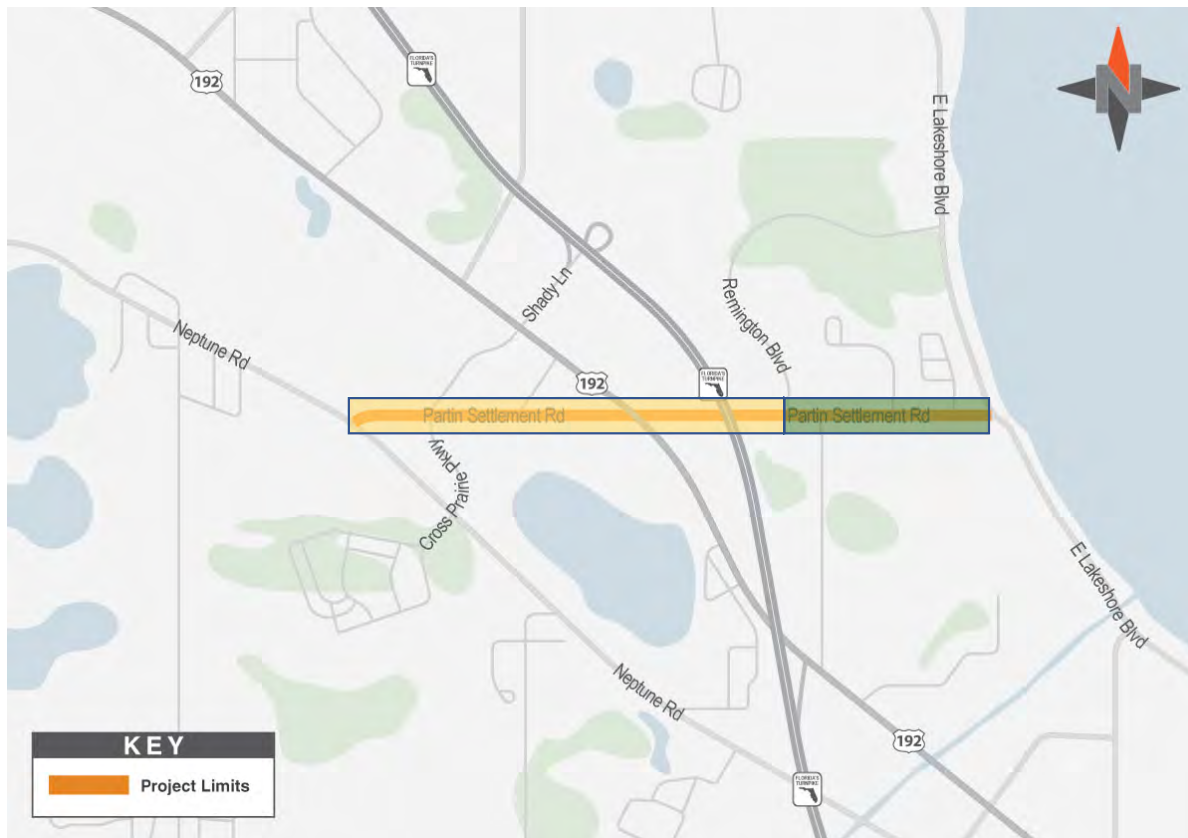 192
FLORIDA'S
TURNPIKE
N
E Lakeshore Blvd
Shady Ln
Remington Blvd
Neptune Rd
192
FLORIDA'S
TURNPIKE
Partin Settlement Rd
Partin Settlement Rd
Cross Prairie Pkwy
E Lakeshore Blvd
Neptune Rd
192
FLORIDA'S
TURNPIKE
KEY
Project Limits